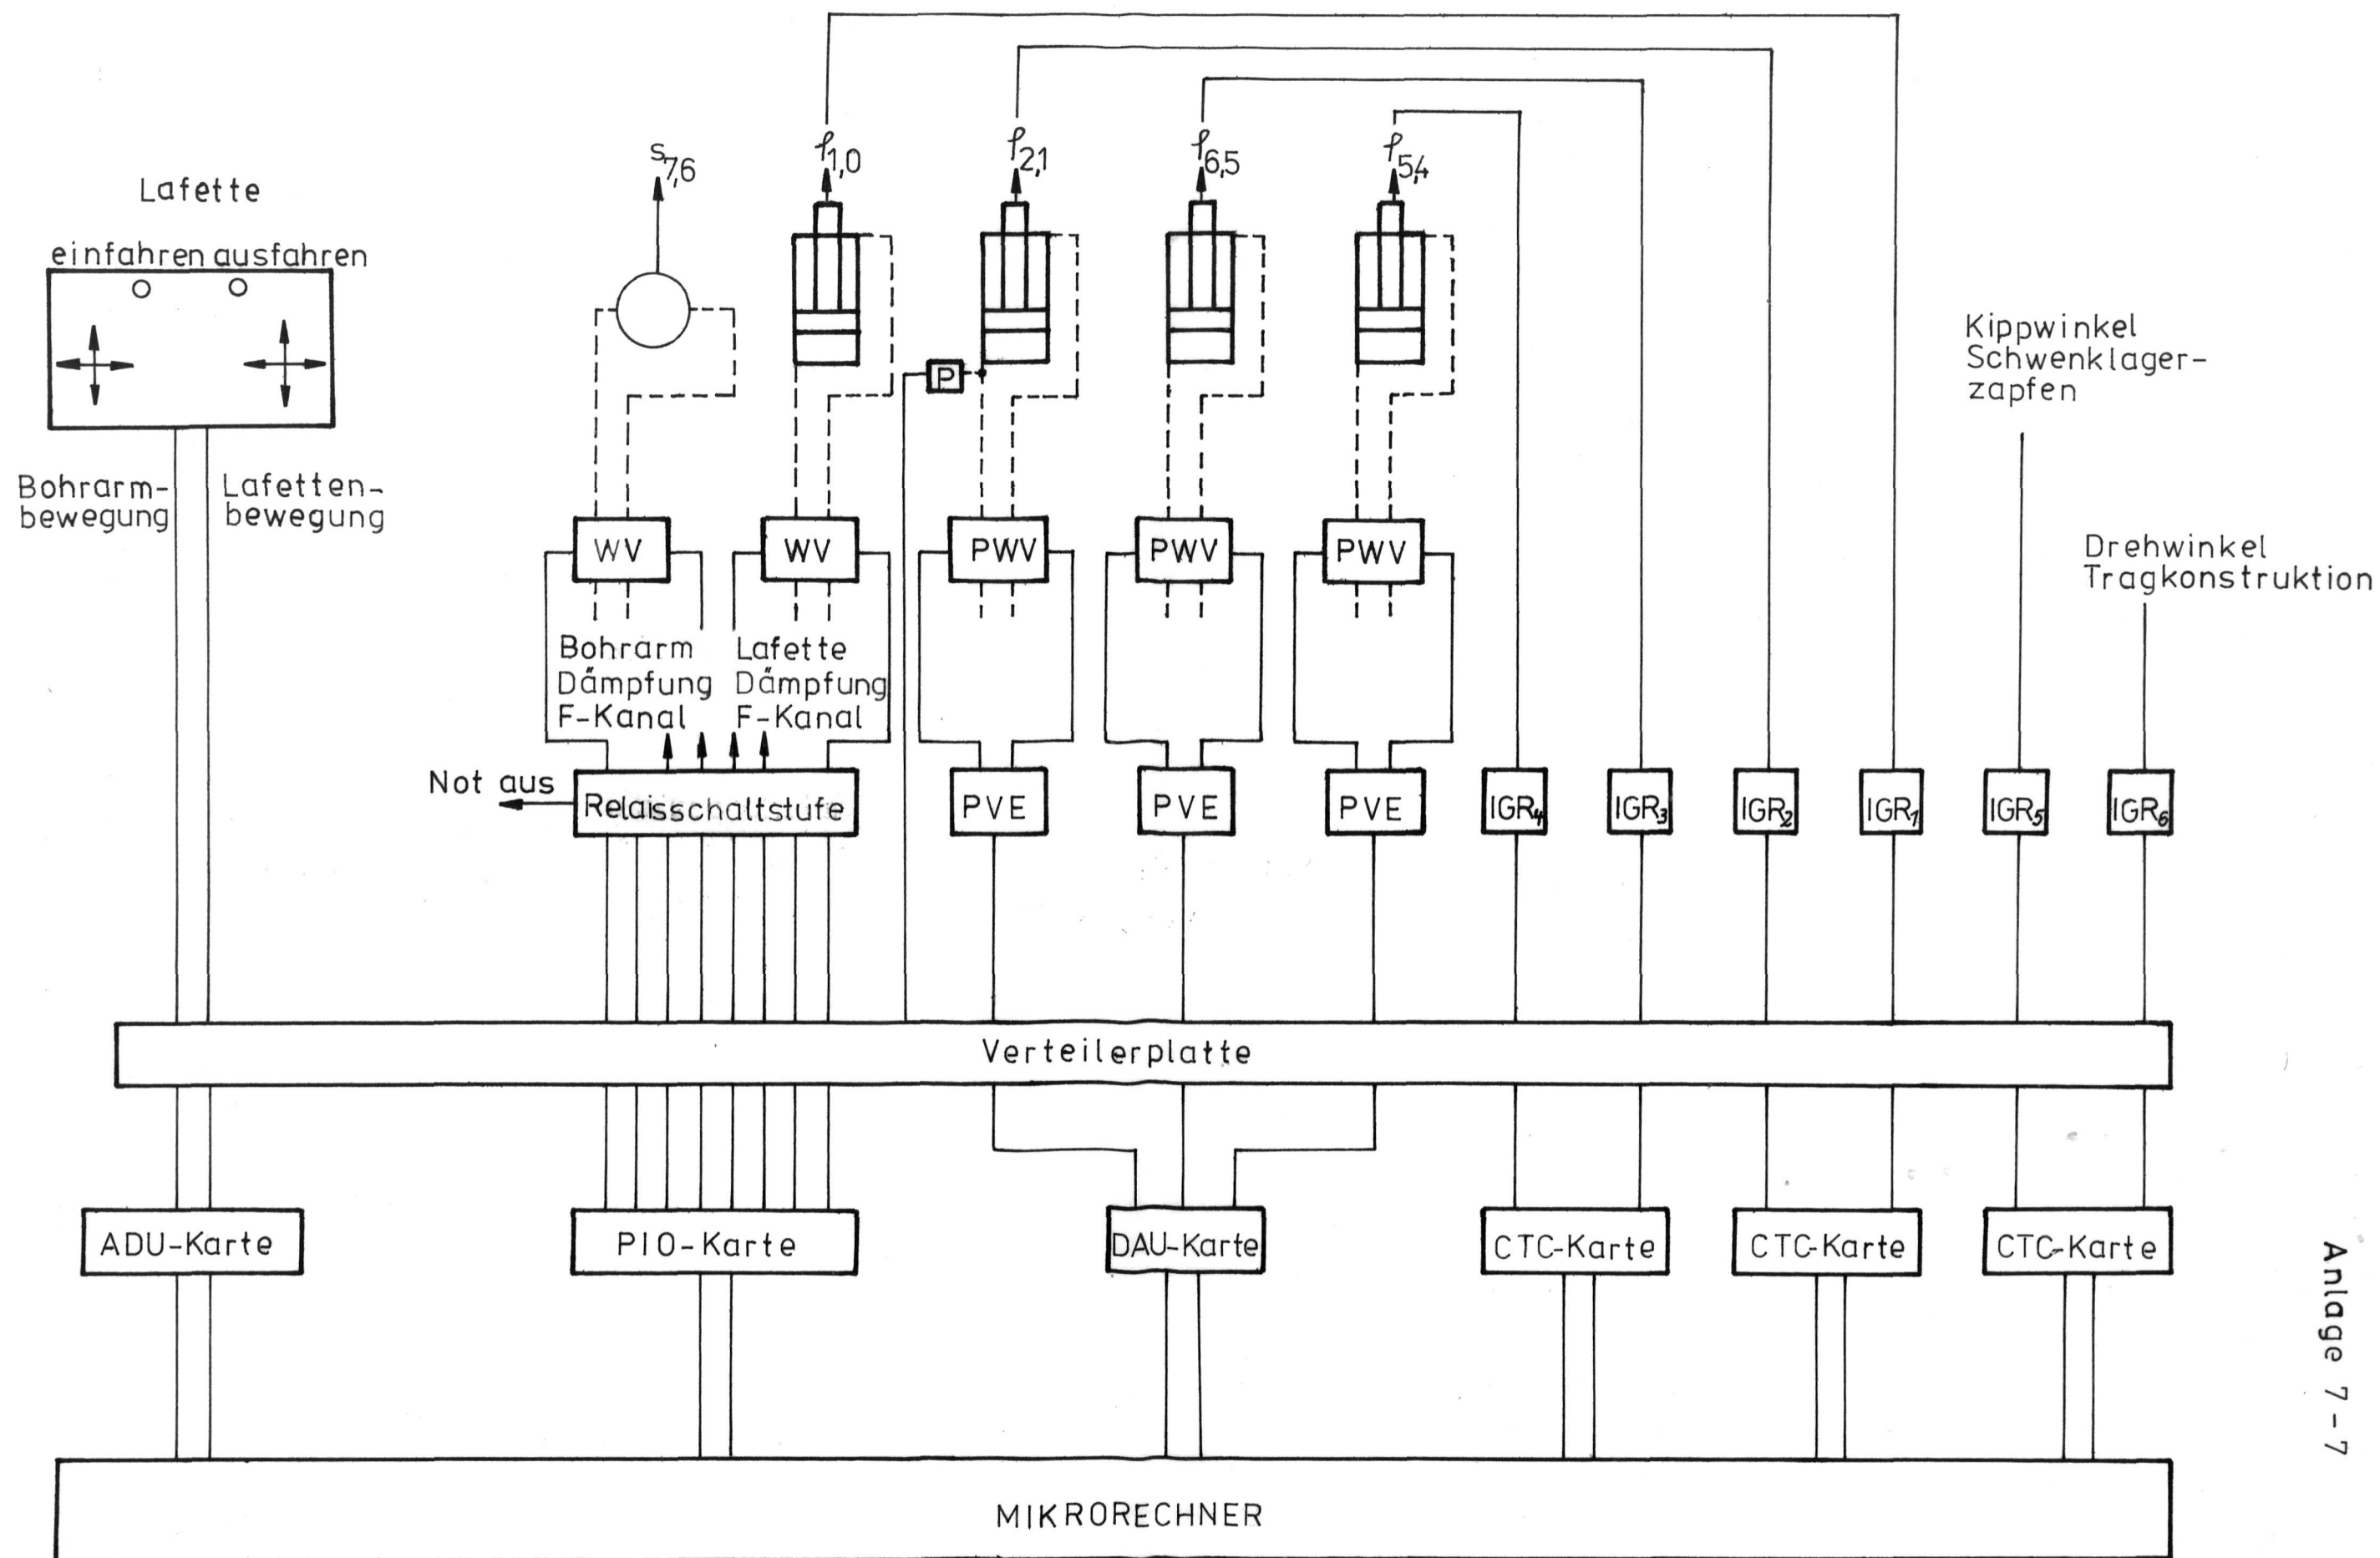 Lafette
einfahren ausfahren
Bohrarm-
bewegung
Lafetten-
bewegung
s7,6
φ1,0
φ2,1
φ6,5
φ5,4
P
WV
WV
PWV
PWV
PWV
Bohrarm
Dämpfung
F-Kanal
Lafette
Dämpfung
F-Kanal
Kippwinkel
Schwenklager-
zapfen
Drehwinkel
Tragkonstruktion
Not aus
Relaisschaltstufe
PVE
PVE
PVE
IGR4
IGR3
IGR2
IGR1
IGR5
IGR6
Verteilerplatte
ADU-Karte
PIO-Karte
DAU-Karte
CTC-Karte
CTC-Karte
CTC-Karte
MIKRORECHNER
Anlage 7-7